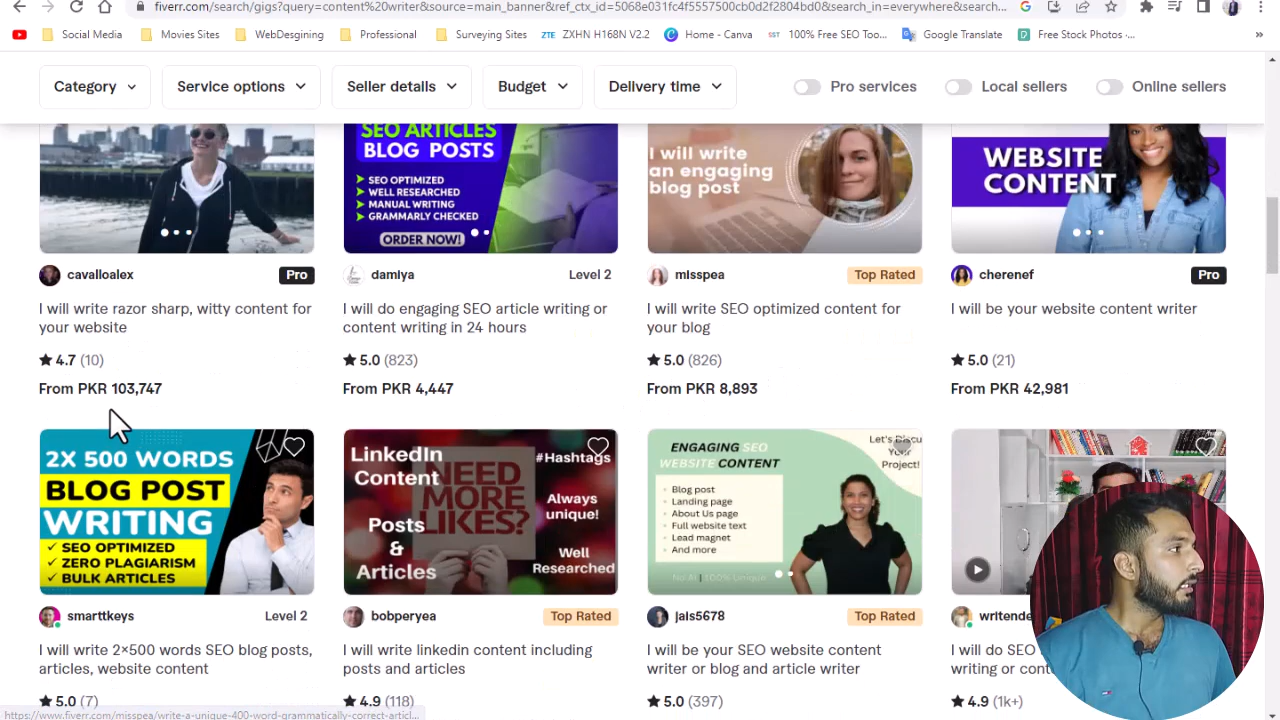 fiverr.com/search/gigs?query=content%20writer&source=main_banner&ref_ctx_id=5068e031fc4f5557500cb0d2f2804bd0&search_in=everywhere&search...
Social Media
Movies Sites
WebDesgining
Professional
Surveying Sites
ZTE ZXHN H168N V2.2
Home - Canva
SST 100% Free SEO Too...
Google Translate
Free Stock Photos -...
»
Category
Service options
Seller details
Budget
Delivery time
Pro services
Local sellers
Online sellers
SEO ARTICLES
BLOG POSTS
SEO OPTIMIZED
WELL RESEARCHED
MANUAL WRITING
GRAMMARLY CHECKED
ORDER NOW!
I will write
an engaging
blog post
WEBSITE
CONTENT
cavalloalex
Pro
damiya
Level 2
misspea
Top Rated
cherenef
Pro
I will write razor sharp, witty content for
your website
I will do engaging SEO article writing or
content writing in 24 hours
I will write SEO optimized content for
your blog
I will be your website content writer
4.7 (10)
5.0 (823)
5.0 (826)
5.0 (21)
From PKR 103,747
From PKR 4,447
From PKR 8,893
From PKR 42,981
2X 500 WORDS
BLOG POST
WRITING
SEO OPTIMIZED
ZERO PLAGIARISM
BULK ARTICLES
LinkedIn
Content
Posts
&
Articles
NEED
MORE
LIKES?
#Hashtags
Always
unique!
Well
Researched
ENGAGING SEO
WEBSITE CONTENT
Blog post
Landing page
About Us page
Full website text
Lead magnet
And more
No AI | 100% Unique
Let's Discu
Your
Project!
smarttkeys
Level 2
bobperyea
Top Rated
jais5678
Top Rated
writende
I will write 2×500 words SEO blog posts,
articles, website content
I will write linkedin content including
posts and articles
I will be your SEO website content
writer or blog and article writer
I will do SEO
writing or cont
5.0 (7)
4.9 (118)
5.0 (397)
4.9 (1k+)
https://www.fiverr.com/misspea/write-a-unique-400-word-grammatically-correct-articl...